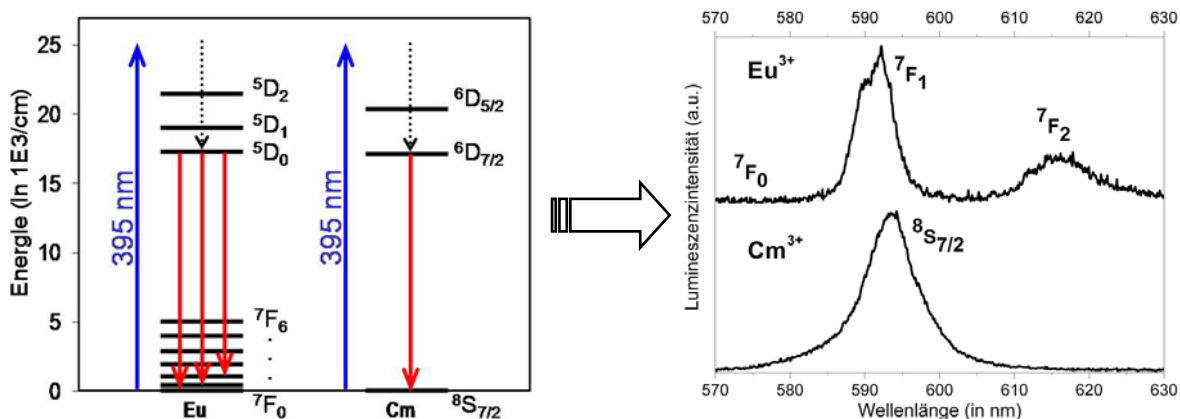 Energie (in 1E3/cm)
25
20
15
10
5
0
395 nm
⁵D₂
⁵D₁
⁵D₀
⁷F₆
⁷F₀
Eu
395 nm
⁶D₅/₂
⁶D₇/₂
⁸S₇/₂
Cm
570 580 590 600 610 620 630
Lumineszenzintensität (a.u.)
Eu³⁺
⁷F₀
⁷F₁
⁷F₂
Cm³⁺
⁸S₇/₂
570 580 590 600 610 620 630
Wellenlänge (in nm)